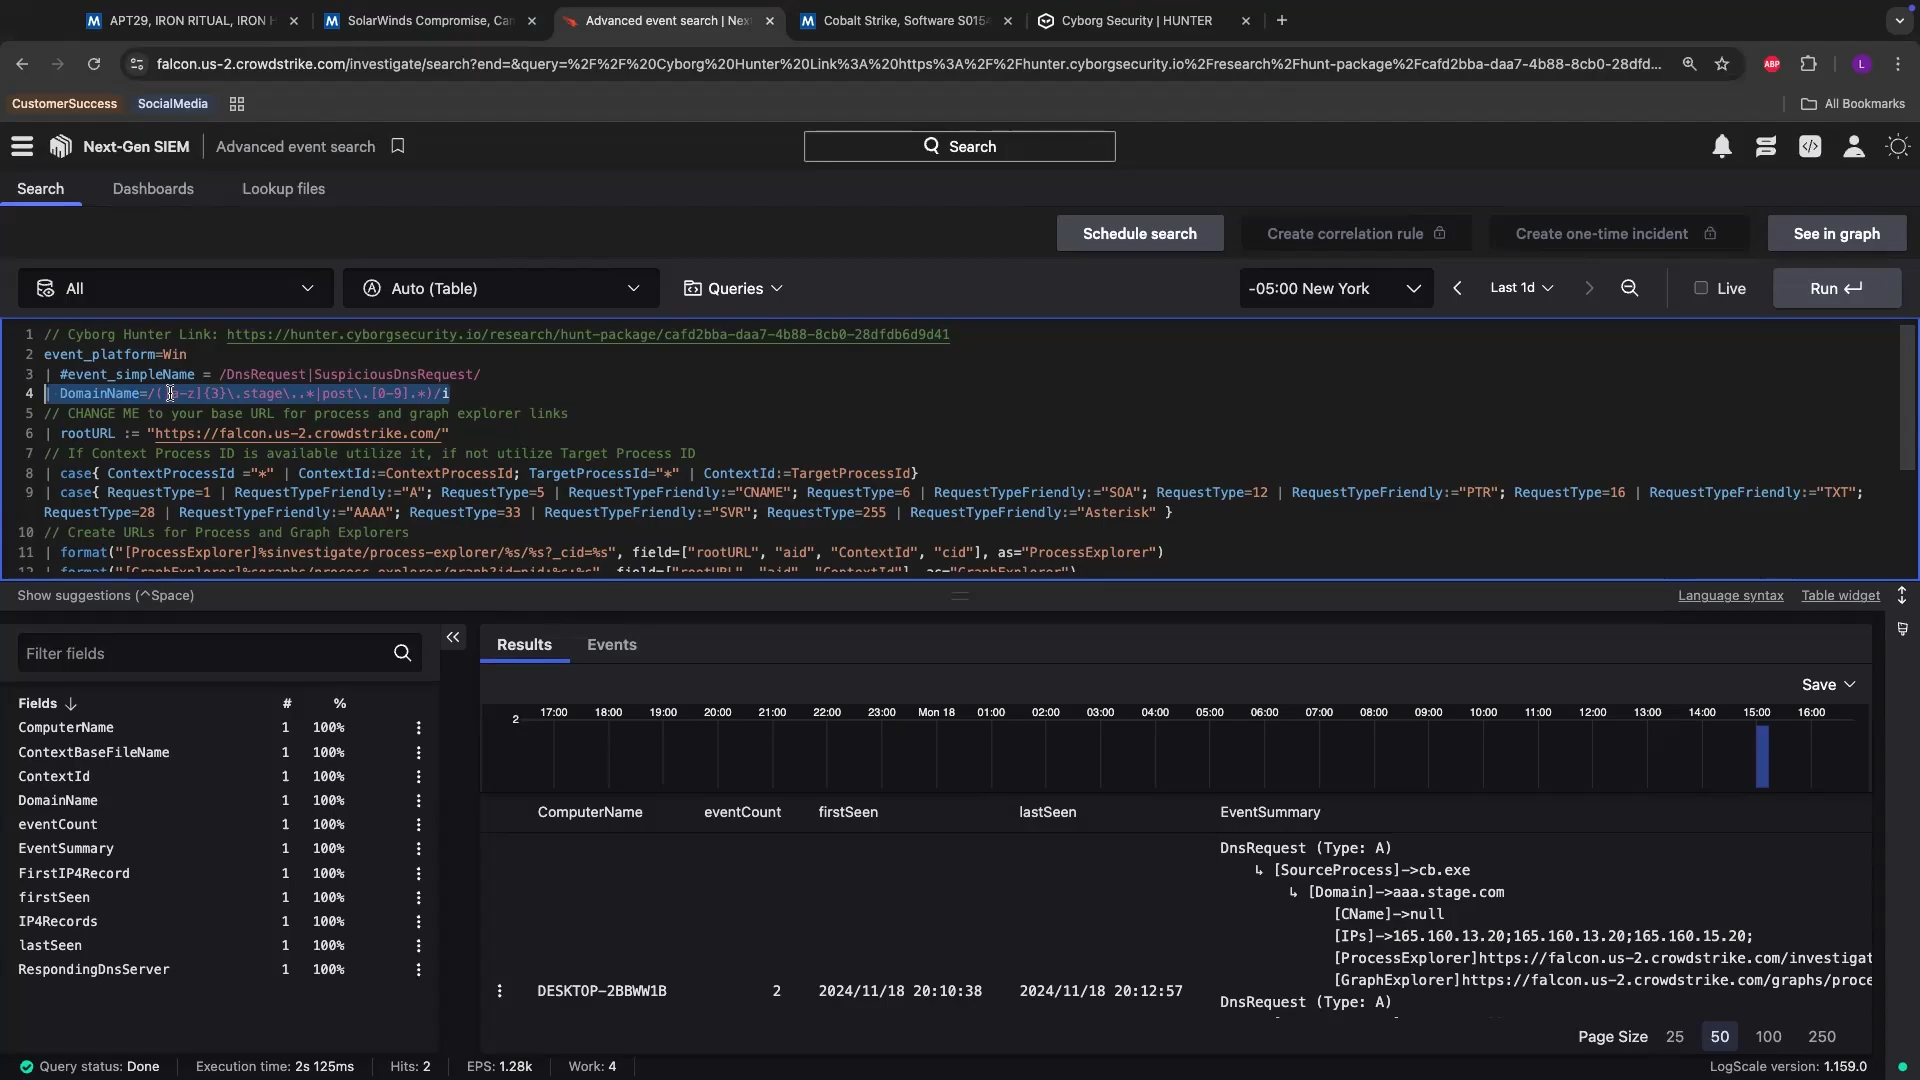 APT29, IRON RITUAL, IRON H
SolarWinds Compromise, Can
Advanced event search | Nex
Cobalt Strike, Software S0154
Cyborg Security | HUNTER
falcon.us-2.crowdstrike.com/investigate/search?end=&query=%2F%2F%20Cyborg%20Hunter%20Link%3A%20https%3A%2F%2Fhunter.cyborgsecurity.io%2Fresearch%2Fhunt-package%2Fcafd2bba-daa7-4b88-8cb0-28dfd...
ABP
L
CustomerSuccess
SocialMedia
All Bookmarks
Next-Gen SIEM
Advanced event search
Search
Search
Dashboards
Lookup files
Schedule search
Create correlation rule
Create one-time incident
See in graph
All
Auto (Table)
Queries
-05:00 New York
Last 1d
Live
Run
1 // Cyborg Hunter Link: https://hunter.cyborgsecurity.io/research/hunt-package/cafd2bba-daa7-4b88-8cb0-28dfdb6d9d41
2 event_platform=Win
3 | #event_simpleName = /DnsRequest|SuspiciousDnsRequest/
4 | DomainName=/([a-z]{3}\.stage\..*|post\.[0-9].*)/i
5 // CHANGE ME to your base URL for process and graph explorer links
6 | rootURL := "https://falcon.us-2.crowdstrike.com/"
7 // If Context Process ID is available utilize it, if not utilize Target Process ID
8 | case{ ContextProcessId ="*" | ContextId:=ContextProcessId; TargetProcessId="*" | ContextId:=TargetProcessId}
9 | case{ RequestType=1 | RequestTypeFriendly:="A"; RequestType=5 | RequestTypeFriendly:="CNAME"; RequestType=6 | RequestTypeFriendly:="SOA"; RequestType=12 | RequestTypeFriendly:="PTR"; RequestType=16 | RequestTypeFriendly:="TXT";
RequestType=28 | RequestTypeFriendly:="AAAA"; RequestType=33 | RequestTypeFriendly:="SVR"; RequestType=255 | RequestTypeFriendly:="Asterisk" }
10 // Create URLs for Process and Graph Explorers
11 | format("[ProcessExplorer]%sinvestigate/process-explorer/%s/%s?_cid=%s", field=["rootURL", "aid", "ContextId", "cid"], as="ProcessExplorer")
12 | format("[GraphExplorer]%sgraphs/process-explorer/graph?id=pid:%s:%s", field=["rootURL", "aid", "ContextId"], as="GraphExplorer")
Show suggestions (^Space)
Language syntax
Table widget
Filter fields
Results
Events
Save
Fields # %
ComputerName 1 100%
ContextBaseFileName 1 100%
ContextId 1 100%
DomainName 1 100%
eventCount 1 100%
EventSummary 1 100%
FirstIP4Record 1 100%
firstSeen 1 100%
IP4Records 1 100%
lastSeen 1 100%
RespondingDnsServer 1 100%
2
17:00 18:00 19:00 20:00 21:00 22:00 23:00 Mon 18 01:00 02:00 03:00 04:00 05:00 06:00 07:00 08:00 09:00 10:00 11:00 12:00 13:00 14:00 15:00 16:00
ComputerName eventCount firstSeen lastSeen EventSummary
DnsRequest (Type: A)
↳ [SourceProcess]->cb.exe
↳ [Domain]->aaa.stage.com
[CName]->null
[IPs]->165.160.13.20;165.160.13.20;165.160.15.20;
[ProcessExplorer]https://falcon.us-2.crowdstrike.com/investigat
[GraphExplorer]https://falcon.us-2.crowdstrike.com/graphs/proce
DESKTOP-2BBWW1B 2 2024/11/18 20:10:38 2024/11/18 20:12:57
DnsRequest (Type: A)
Page Size 25 50 100 250
Query status: Done
Execution time: 2s 125ms
Hits: 2
EPS: 1.28k
Work: 4
LogScale version: 1.159.0